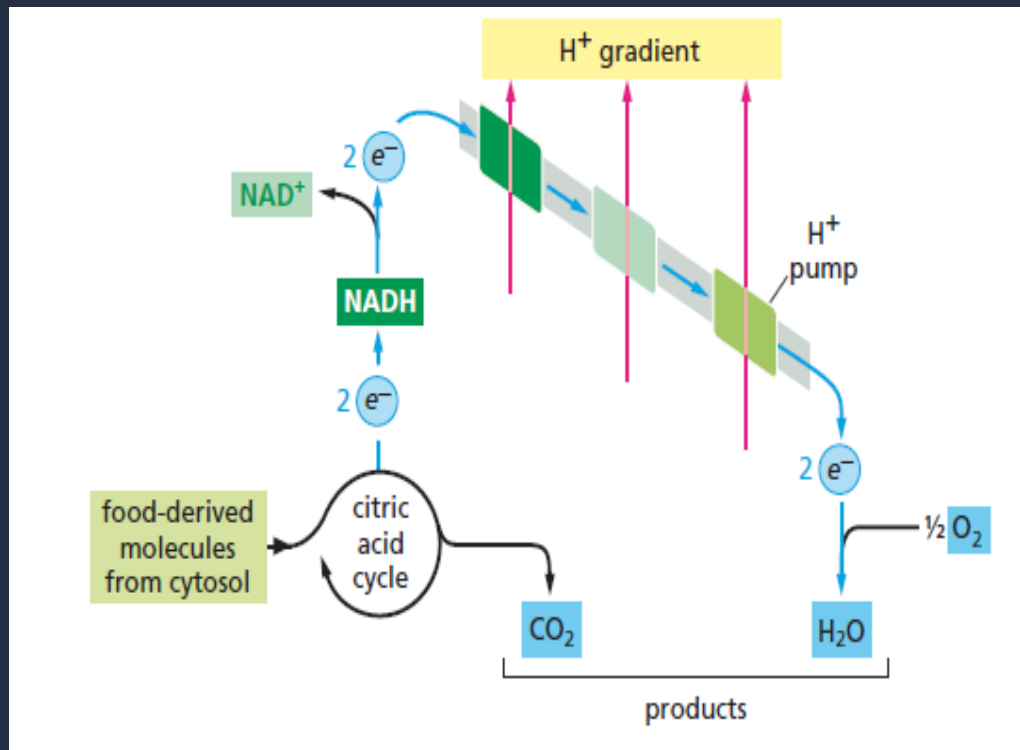 H⁺ gradient
2 e⁻
NAD⁺
H⁺
pump
NADH
2 e⁻
2 e⁻
food-derived
molecules
from cytosol
citric
acid
cycle
½ O₂
CO₂
H₂O
products